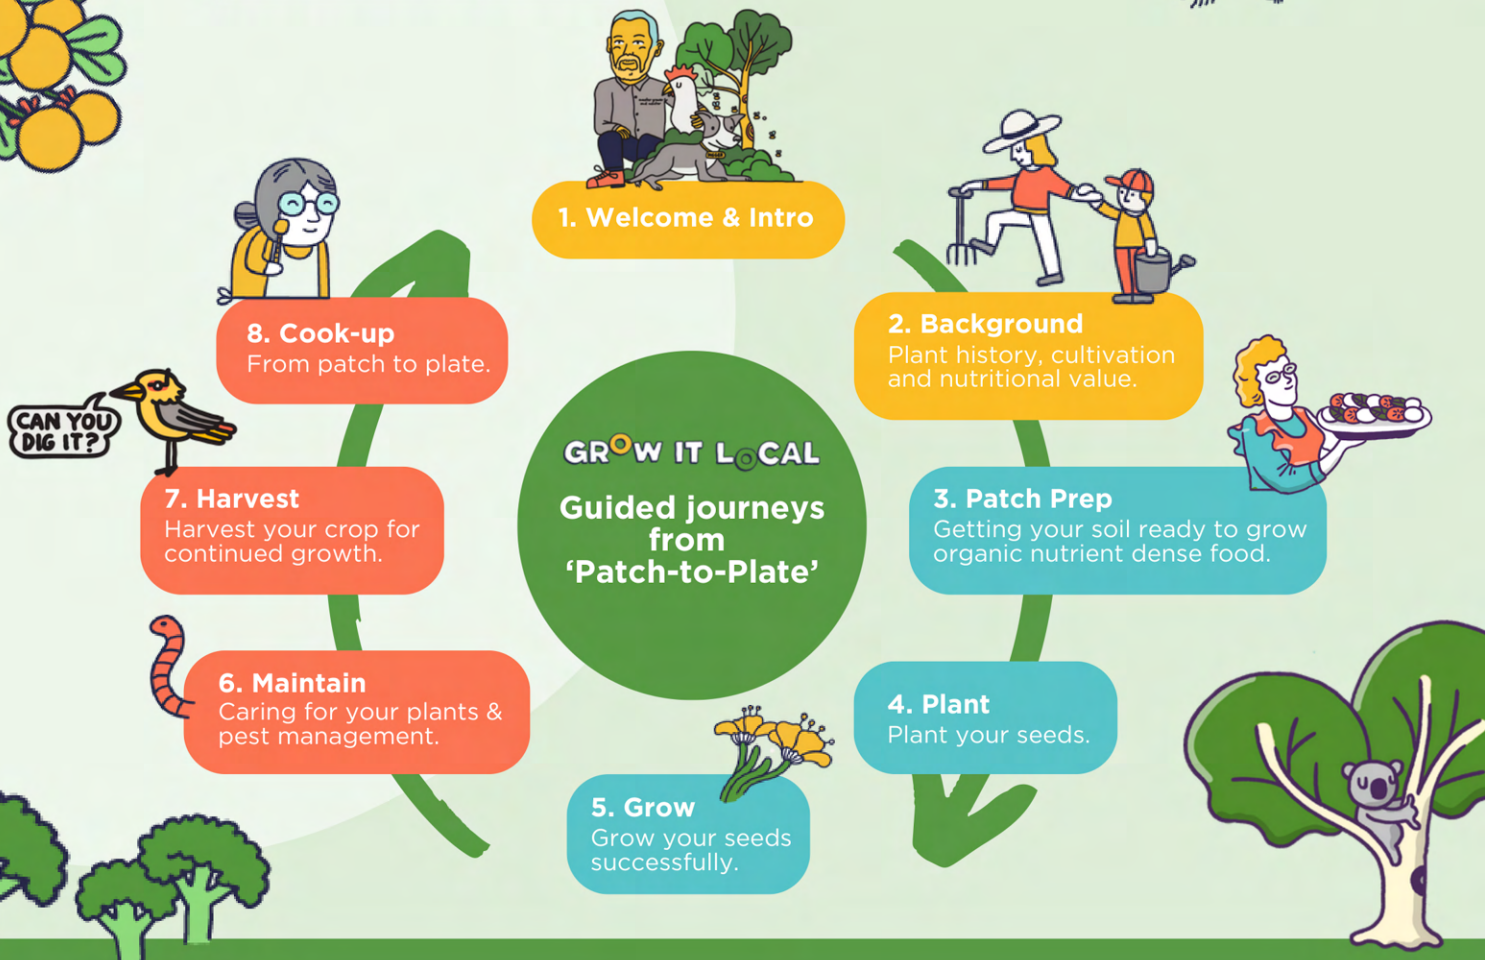 1. Welcome & Intro
2. Background
Plant history, cultivation
and nutritional value.
3. Patch Prep
Getting your soil ready to grow
organic nutrient dense food.
4. Plant
Plant your seeds.
5. Grow
Grow your seeds
successfully.
6. Maintain
Caring for your plants &
pest management.
7. Harvest
Harvest your crop for
continued growth.
8. Cook-up
From patch to plate.
CAN YOU
DIG IT?
GROW IT LOCAL
Guided journeys
from
‘Patch-to-Plate’